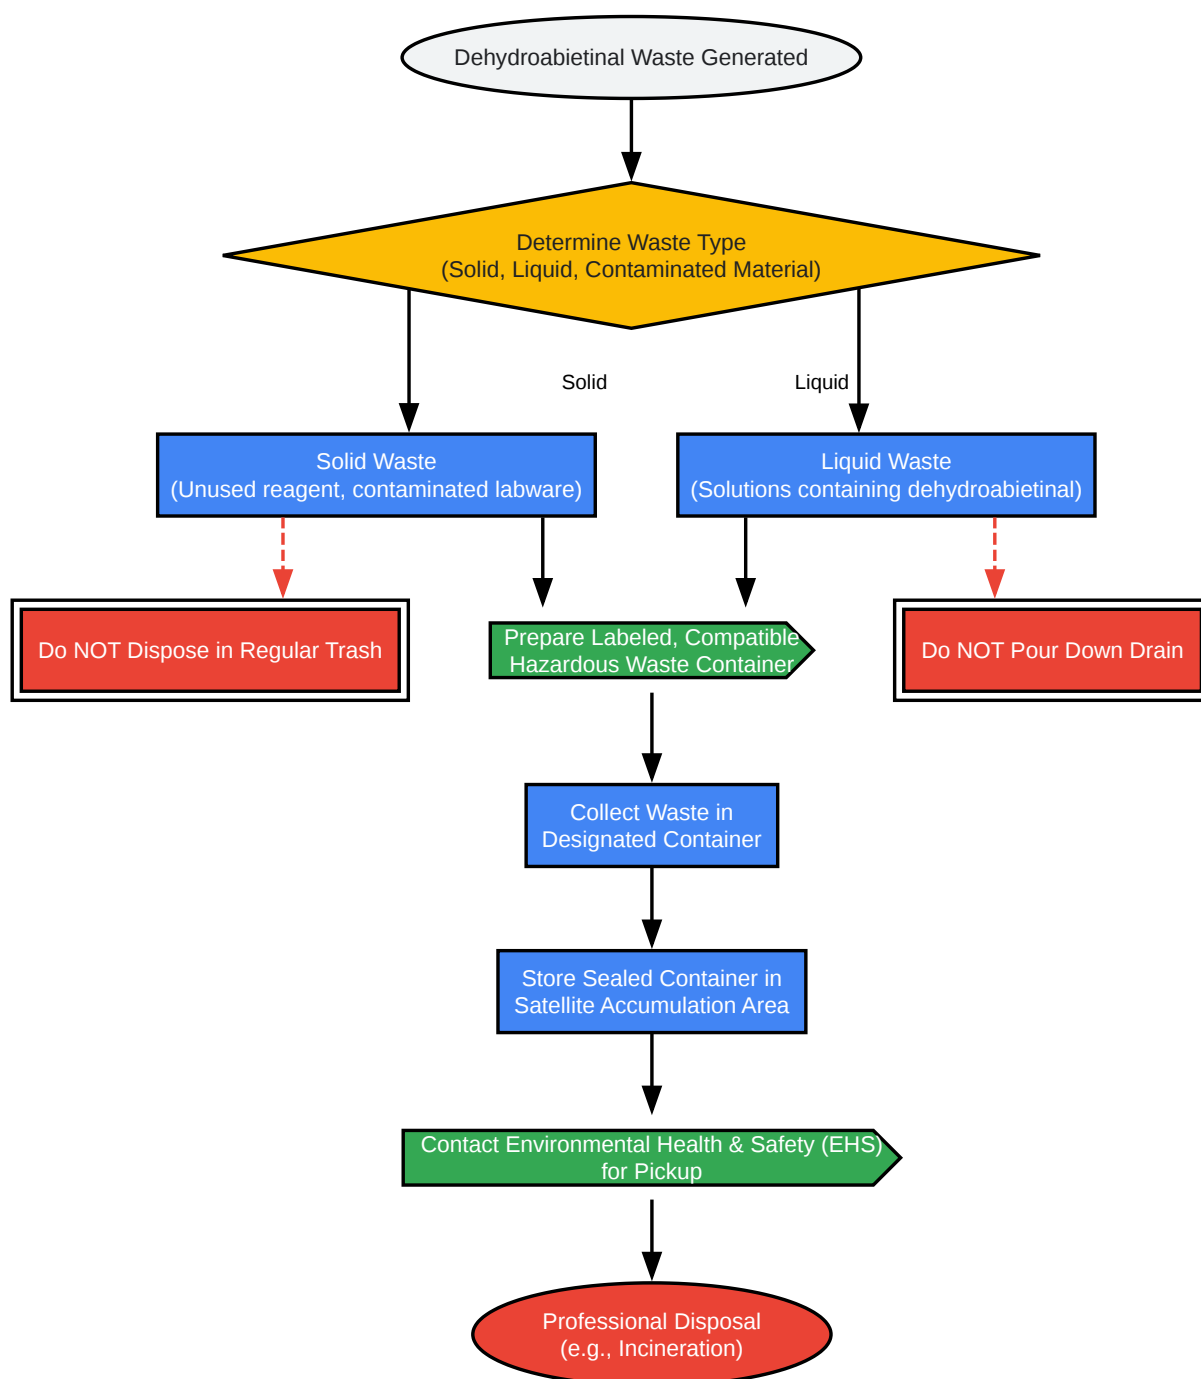 Dehydroabietinal Waste Generated
Determine Waste Type
(Solid, Liquid, Contaminated Material)
Solid
Liquid
Solid Waste
(Unused reagent, contaminated labware)
Liquid Waste
(Solutions containing dehydroabietinal)
Do NOT Dispose in Regular Trash
Prepare Labeled, Compatible
Hazardous Waste Container
Do NOT Pour Down Drain
Collect Waste in
Designated Container
Store Sealed Container in
Satellite Accumulation Area
Contact Environmental Health & Safety (EHS)
for Pickup
Professional Disposal
(e.g., Incineration)